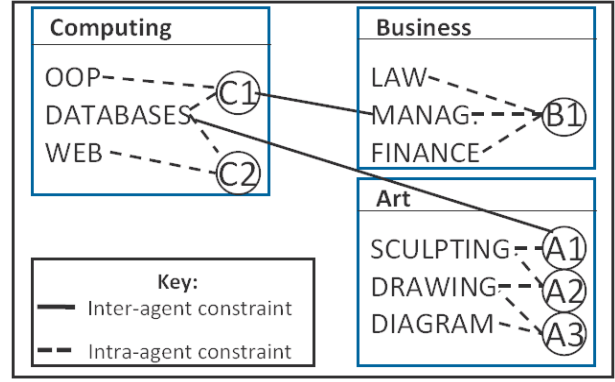 Computing
OOP
C1
DATABASES
WEB
C2
Business
LAW
MANAG.
B1
FINANCE
Art
SCULPTING
A1
DRAWING
A2
DIAGRAM
A3
Key:
Inter-agent constraint
Intra-agent constraint